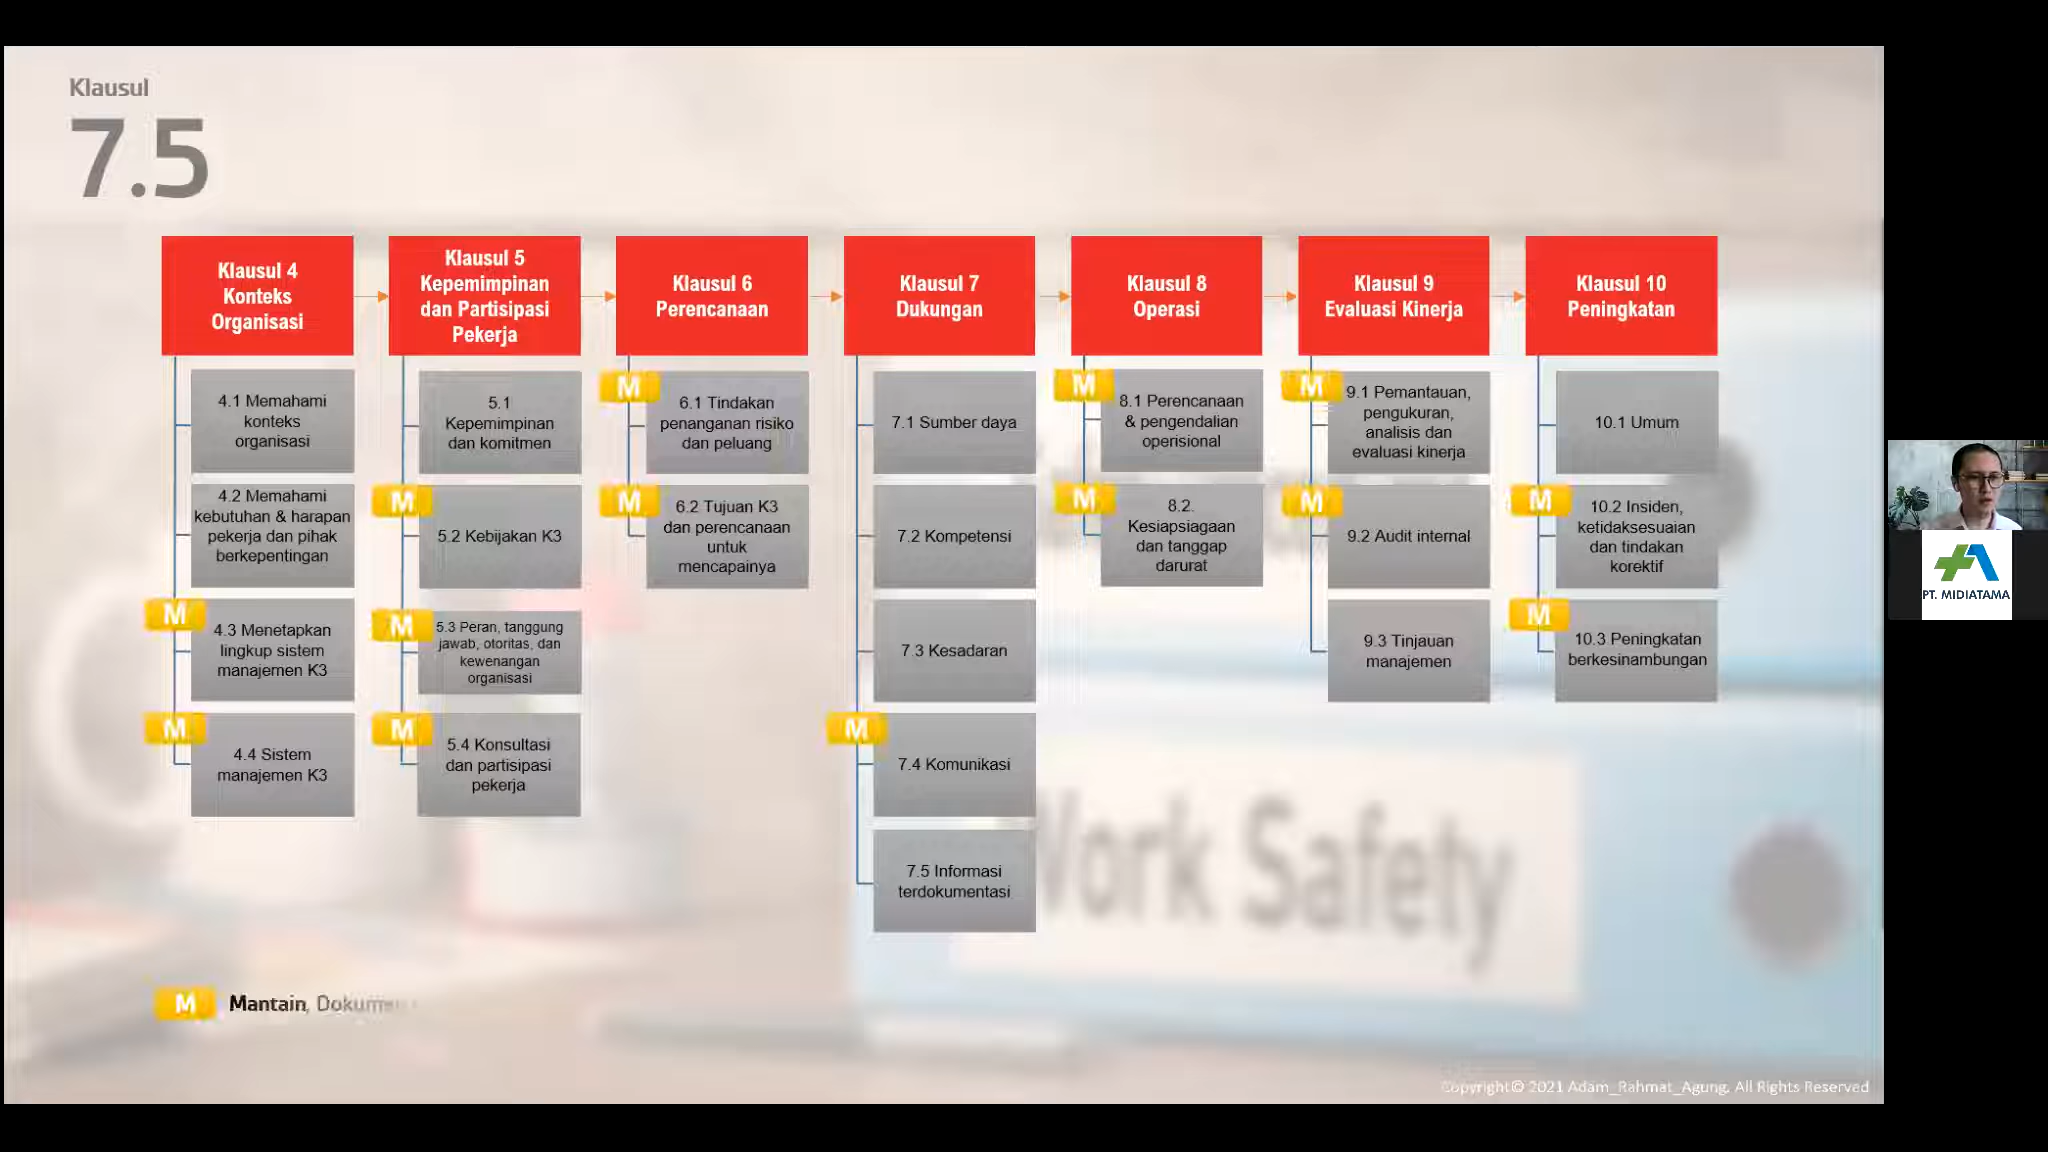 Klausul
7.5
Klausul 4
Konteks
Organisasi
4.1 Memahami
konteks
organisasi
4.2 Memahami
kebutuhan & harapan
pekerja dan pihak
berkepentingan
M
4.3 Menetapkan
lingkup sistem
manajemen K3
M
4.4 Sistem
manajemen K3
Klausul 5
Kepemimpinan
dan Partisipasi
Pekerja
5.1
Kepemimpinan
dan komitmen
M
5.2 Kebijakan K3
M
5.3 Peran, tanggung
jawab, otoritas, dan
kewenangan
organisasi
M
5.4 Konsultasi
dan partisipasi
pekerja
Klausul 6
Perencanaan
M
6.1 Tindakan
penanganan risiko
dan peluang
M
6.2 Tujuan K3
dan perencanaan
untuk
mencapainya
Klausul 7
Dukungan
7.1 Sumber daya
7.2 Kompetensi
7.3 Kesadaran
M
7.4 Komunikasi
7.5 Informasi
terdokumentasi
Klausul 8
Operasi
M
8.1 Perencanaan
& pengendalian
operisional
M
8.2.
Kesiapsiagaan
dan tanggap
darurat
Klausul 9
Evaluasi Kinerja
M
9.1 Pemantauan,
pengukuran,
analisis dan
evaluasi kinerja
M
9.2 Audit internal
9.3 Tinjauan
manajemen
Klausul 10
Peningkatan
10.1 Umum
M
10.2 Insiden,
ketidaksesuaian
dan tindakan
korektif
M
10.3 Peningkatan
berkesinambungan
Work Safety
M Mantain,
Copyright© 2021 Adam_Rahmat_Agung. All Rights Reserved
PT. MIDIATAMA